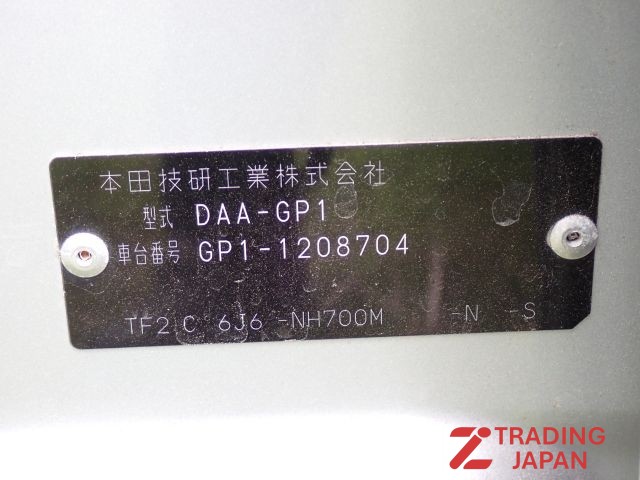 本田技研工業株式会社
型式 DAA-GP1
車台番号 GP1-1208704
TF2 C 6J6 -NH700M -N -S
TRADING
JAPAN